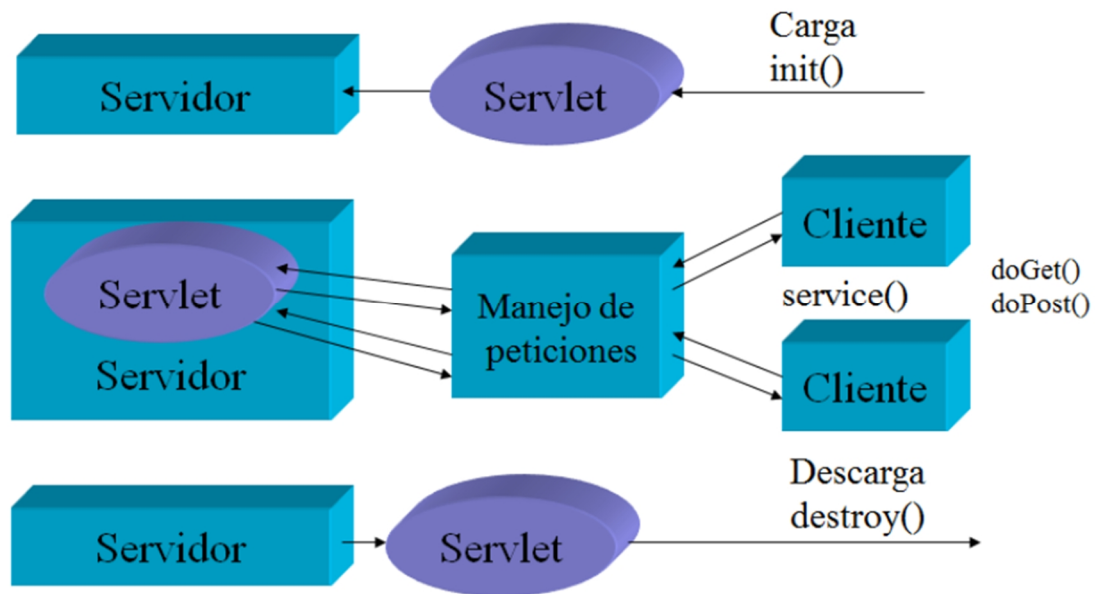 Carga
init()
Servidor
Servlet
Servlet
Servidor
Manejo de
peticiones
Cliente
service()
doGet()
doPost()
Cliente
Descarga
destroy()
Servidor
Servlet